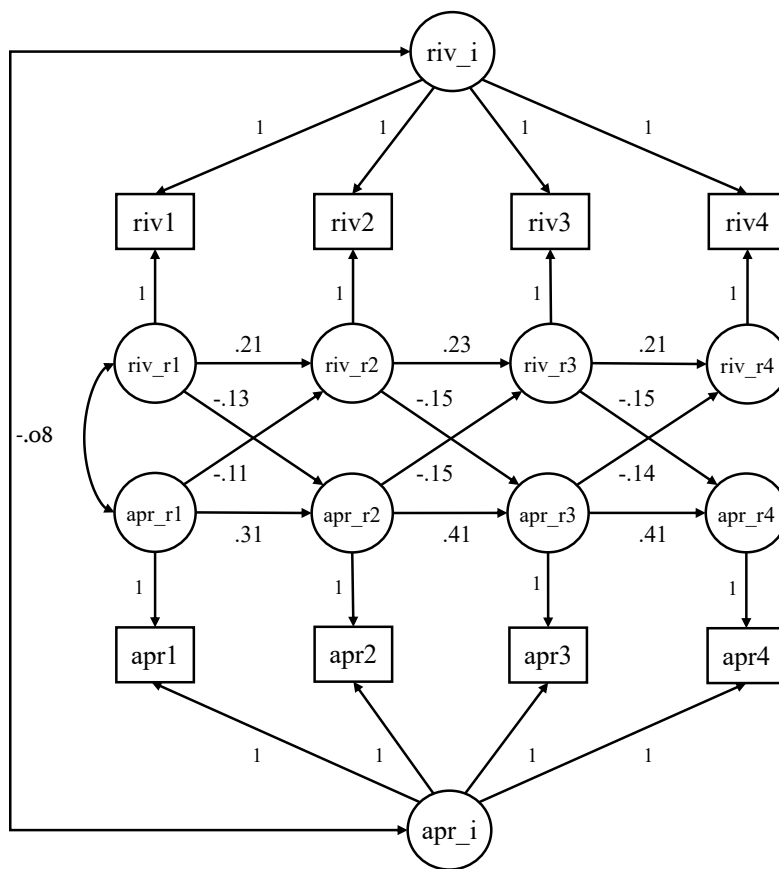 riv_i
1 1 1 1
riv1 riv2 riv3 riv4
1 1 1 1
.21 .23 .21
riv_r1 riv_r2 riv_r3 riv_r4
-.13 -.15 -.15
-.o8
-.11 -.15 -.14
apr_r1 apr_r2 apr_r3 apr_r4
.31 .41 .41
1 1 1 1
apr1 apr2 apr3 apr4
1 1 1 1
apr_i